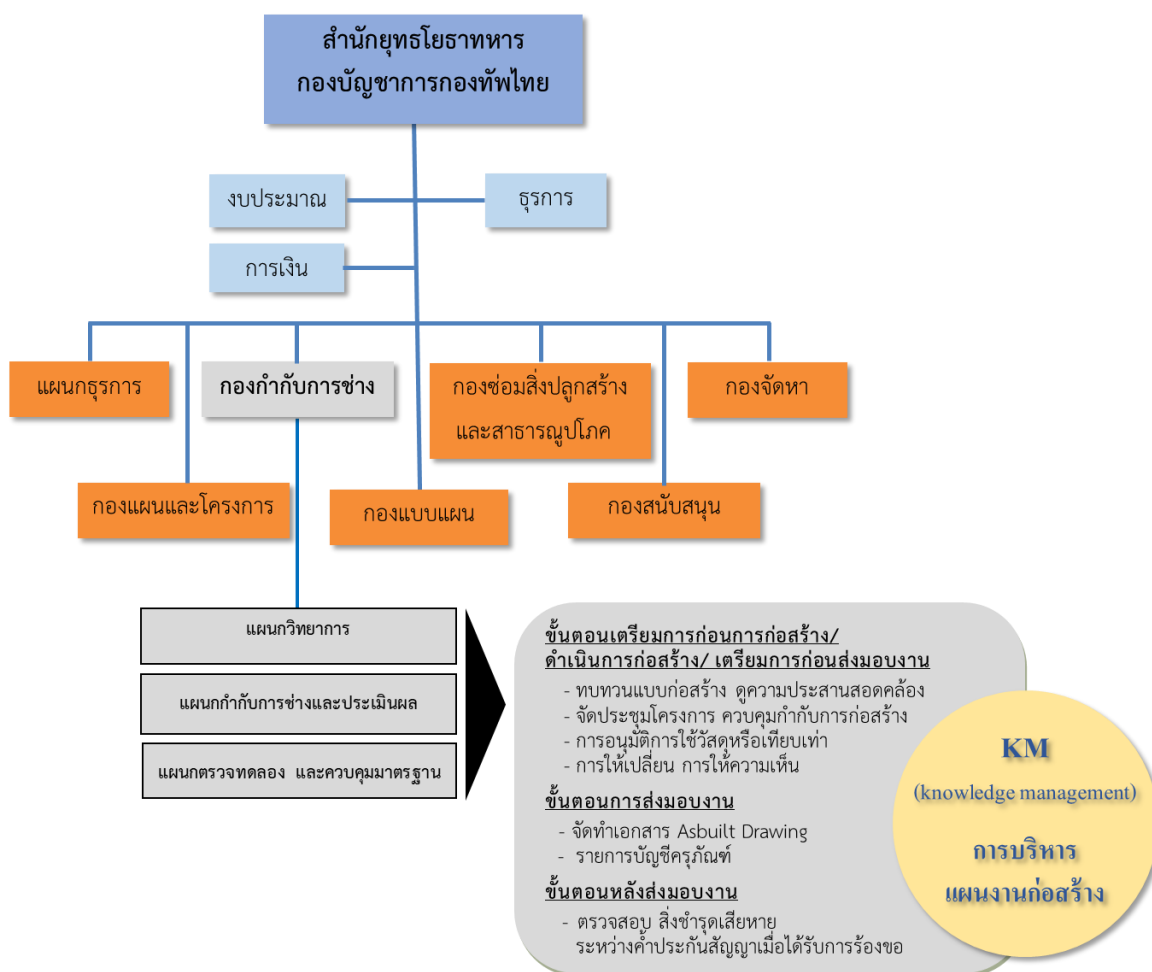 สำนักยุทธโยธาทหาร
กองบัญชาการกองทัพไทย
งบประมาณ
ธุรการ
การเงิน
แผนกธุรการ
กองกำกับการช่าง
กองซ่อมสิ่งปลูกสร้าง
และสาธารณูปโภค
กองจัดหา
กองแผนและโครงการ
กองแบบแผน
กองสนับสนุน
แผนกวิทยาการ
แผนกกำกับการช่างและประเมินผล
แผนกตรวจทดลอง และควบคุมมาตรฐาน
ขั้นตอนเตรียมการก่อนการก่อสร้าง/
ดำเนินการก่อสร้าง/ เตรียมการก่อนส่งมอบงาน
- ทบทวนแบบก่อสร้าง ดูความประสานสอดคล้อง
- จัดประชุมโครงการ ควบคุมกำกับการก่อสร้าง
- การอนุมัติการใช้วัสดุหรือเทียบเท่า
- การให้เปลี่ยน การให้ความเห็น
ขั้นตอนการส่งมอบงาน
- จัดทำเอกสาร Asbuilt Drawing
- รายการบัญชีครุภัณฑ์
ขั้นตอนหลังส่งมอบงาน
- ตรวจสอบ สิ่งชำรุดเสียหาย
ระหว่างค้ำประกันสัญญาเมื่อได้รับการร้องขอ
KM
(knowledge management)
การบริหาร
แผนงานก่อสร้าง